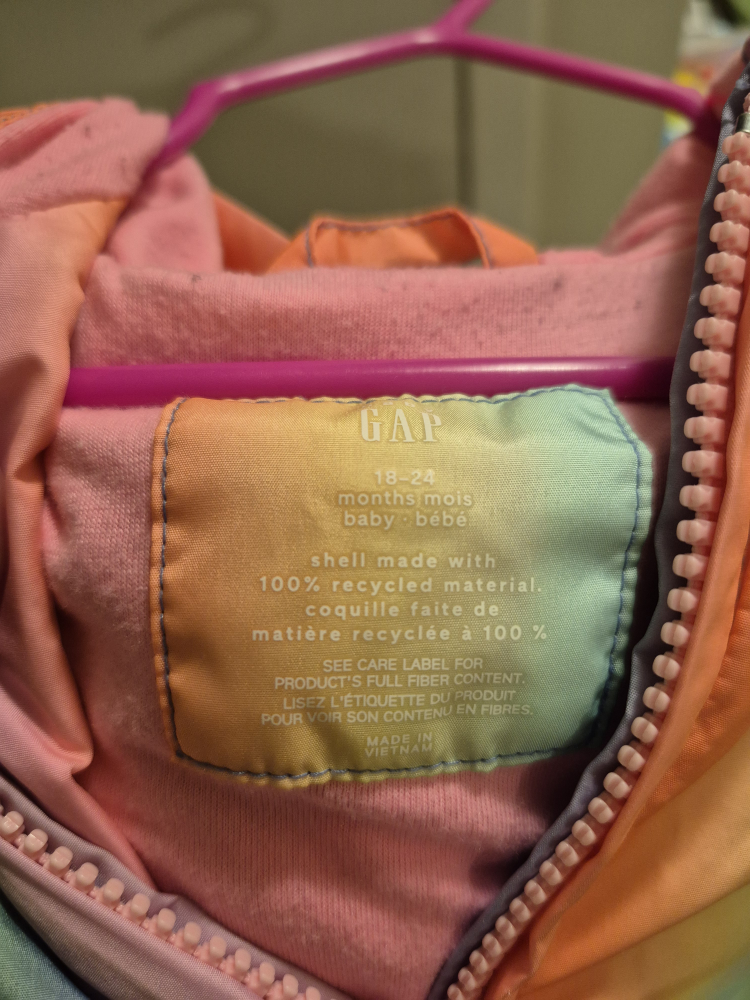 GAP
18-24
months mois
baby · bébé
shell made with
100% recycled material.
coquille faite de
matière recyclée à 100 %
SEE CARE LABEL FOR
PRODUCT'S FULL FIBER CONTENT.
LISEZ L'ÉTIQUETTE DU PRODUIT
POUR VOIR SON CONTENU EN FIBRES.
MADE IN
VIETNAM